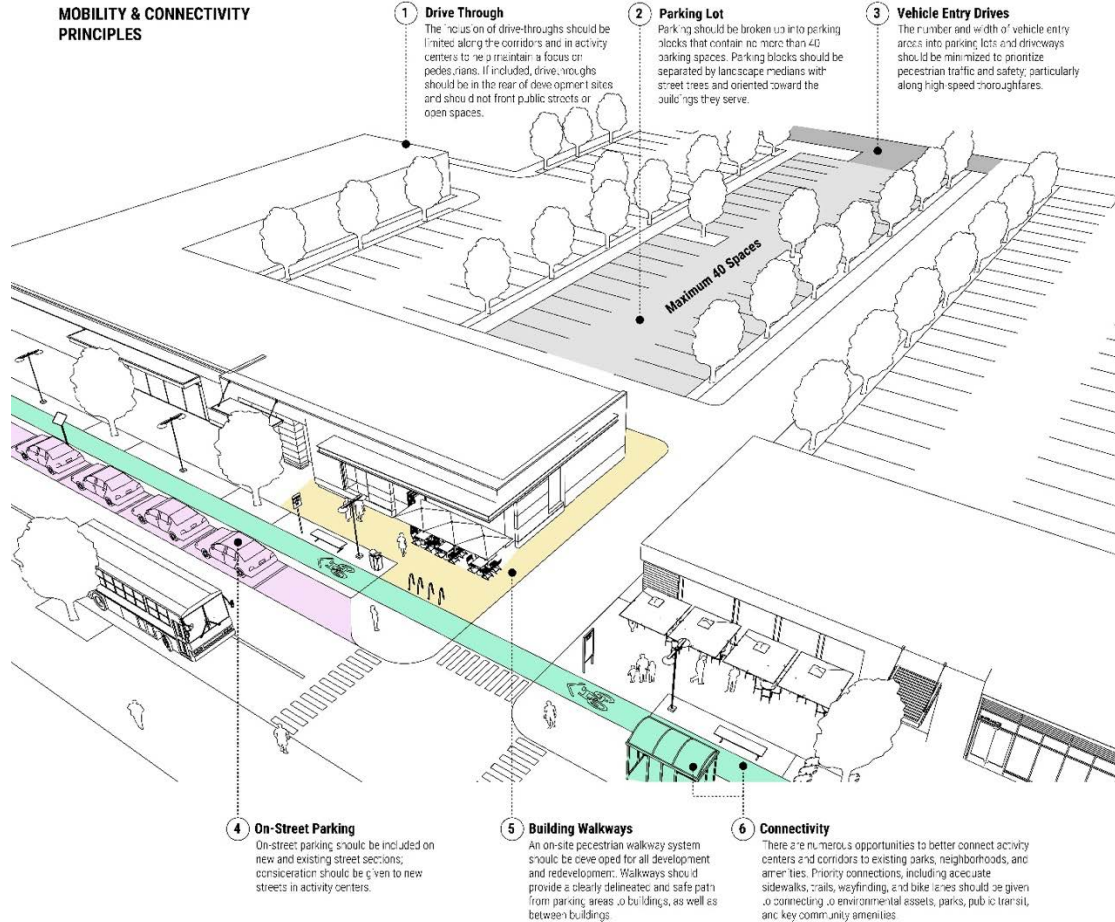 MOBILITY & CONNECTIVITY
PRINCIPLES
1 Drive Through
The inclusion of drive-throughs should be
limited along the corridors and in activity
centers to help maintain a focus on
pedestrians. If included, drive-throughs
should be in the rear of development sites
and should not front public streets or
open spaces.
2 Parking Lot
Parking should be broken up into parking
blocks that contain no more than 40
parking spaces. Parking blocks should be
separated by landscape medians with
street trees and oriented toward the
buildings they serve.
3 Vehicle Entry Drives
The number and width of vehicle entry
areas into parking lots and driveways
should be minimized to prioritize
pedestrian traffic and safety; particularly
along high-speed thoroughfares.
Maximum 40 Spaces
4 On-Street Parking
On-street parking should be included on
new and existing street sections;
consideration should be given to new
streets in activity centers.
5 Building Walkways
An on-site pedestrian walkway system
should be developed for all development
and redevelopment. Walkways should
provide a clearly delineated and safe path
from parking areas to buildings, as well as
between buildings.
6 Connectivity
There are numerous opportunities to better connect activity
centers and corridors to existing parks, neighborhoods, and
amenities. Priority connections, including adequate
sidewalks, trails, wayfinding, and bike lanes should be given
to connecting to environmental assets, parks, public transit,
and key community amenities.